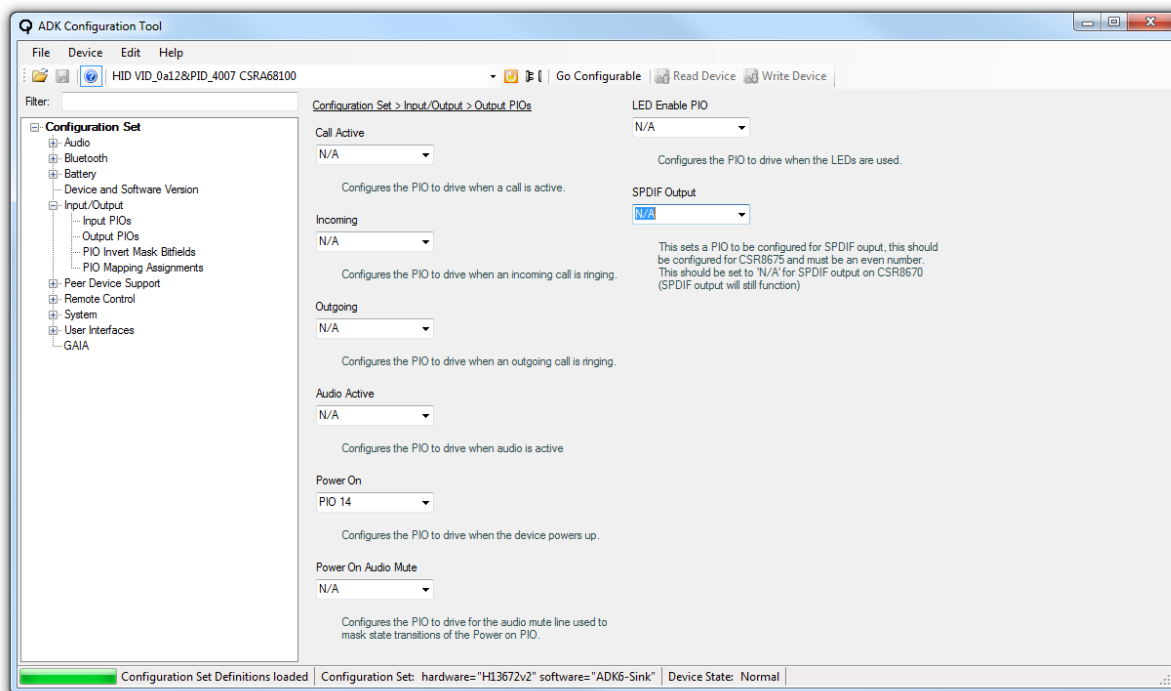 ADK Configuration Tool
File Device Edit Help
HID VID_0a12&PID_4007 CSRA68100 Go Configurable Read Device Write Device
Filter:
Configuration Set
Audio
Bluetooth
Battery
Device and Software Version
Input/Output
Input PIOs
Output PIOs
PIO Invert Mask Bitfields
PIO Mapping Assignments
Peer Device Support
Remote Control
System
User Interfaces
GAIA
Configuration Set > Input/Output > Output PIOs
Call Active
N/A
Configures the PIO to drive when a call is active.
Incoming
N/A
Configures the PIO to drive when an incoming call is ringing.
Outgoing
N/A
Configures the PIO to drive when an outgoing call is ringing.
Audio Active
N/A
Configures the PIO to drive when audio is active
Power On
PIO 14
Configures the PIO to drive when the device powers up.
Power On Audio Mute
N/A
Configures the PIO to drive for the audio mute line used to
mask state transitions of the Power on PIO.
LED Enable PIO
N/A
Configures the PIO to drive when the LEDs are used.
SPDIF Output
N/A
This sets a PIO to be configured for SPDIF ouput, this should
be configured for CSR8675 and must be an even number.
This should be set to 'N/A' for SPDIF output on CSR8670
(SPDIF output will still function)
Configuration Set Definitions loaded Configuration Set: hardware="H13672v2" software="ADK6-Sink" Device State: Normal